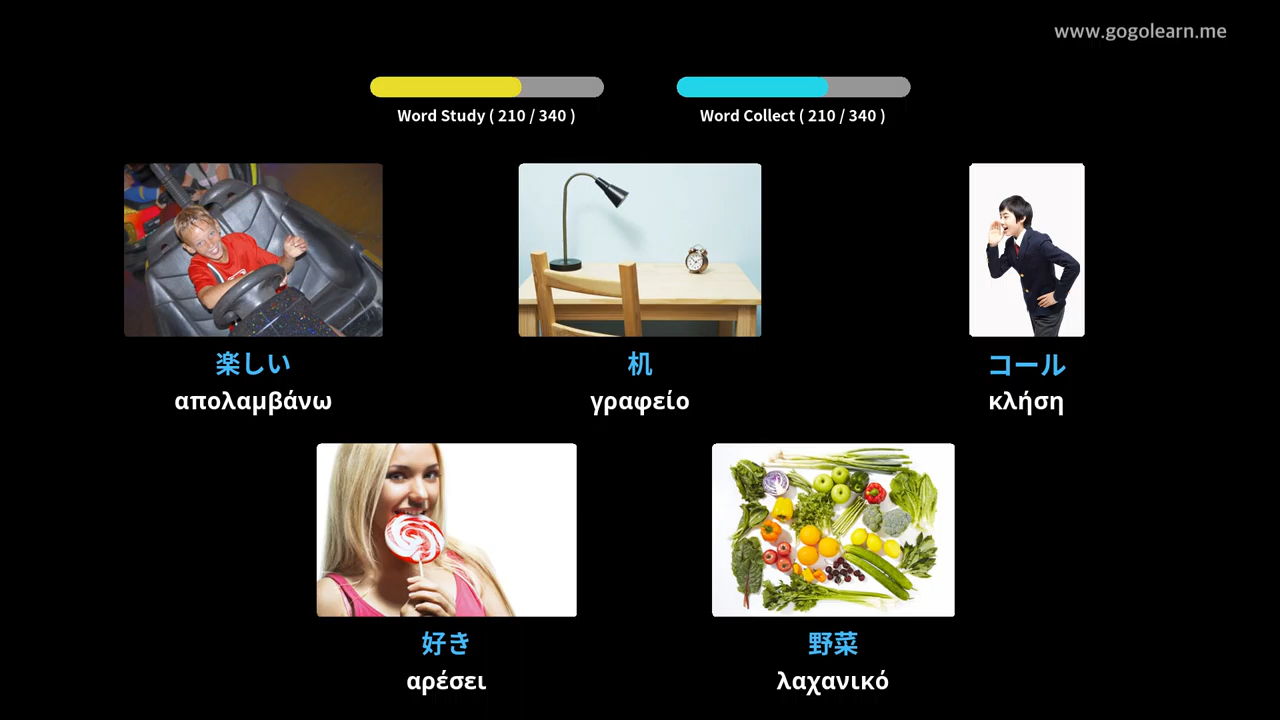 www.gogolearn.me
Word Study ( 210 / 340 )
Word Collect ( 210 / 340 )
楽しい
απολαμβάνω
机
γραφείο
コール
κλήση
好き
αρέσει
野菜
λαχανικό